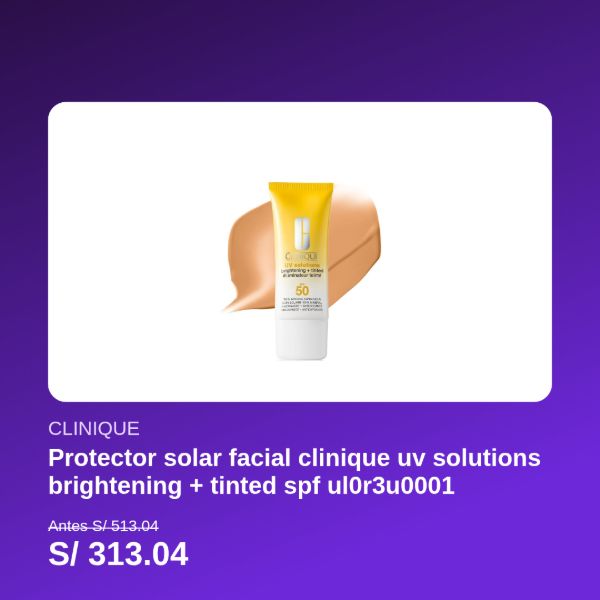 CLINIQUE
UV solutions
brightening + tinted
50
CLINIQUE
Protector solar facial clinique uv solutions
brightening + tinted spf ul0r3u0001
Antes S/ 513.04
S/ 313.04